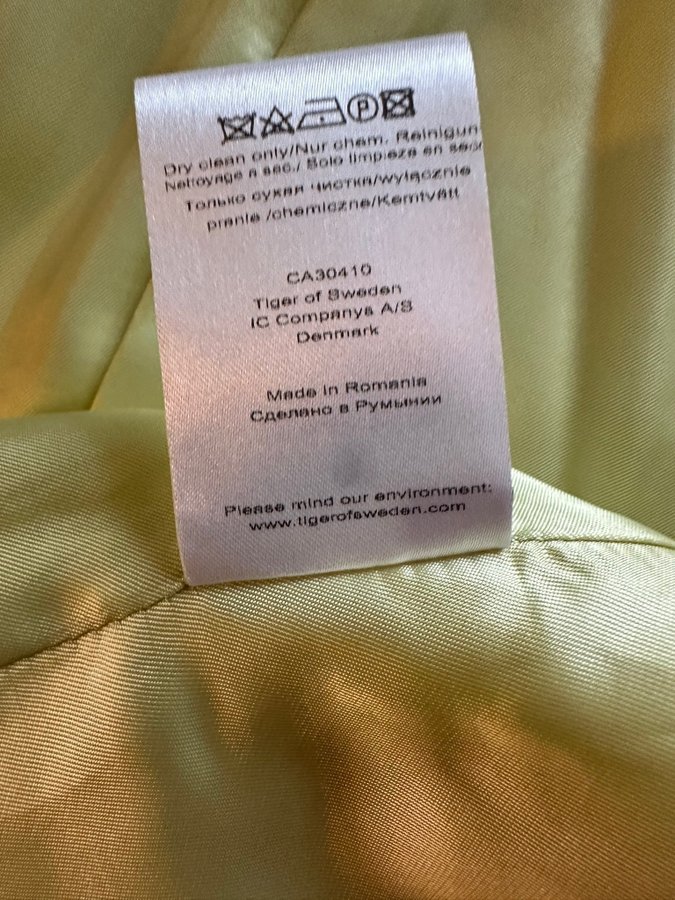 Dry clean only/Nur chem. Reinigun
Nettoyage a sec./ Solo limpieza en sec
Только сухая чистка/wyłącznie
pranie /chemiczne/Kemtvätt
CA30410
Tiger of Sweden
IC Companys A/S
Denmark
Made in Romania
Сделано в Румынии
Please mind our environment:
www.tigerofsweden.com